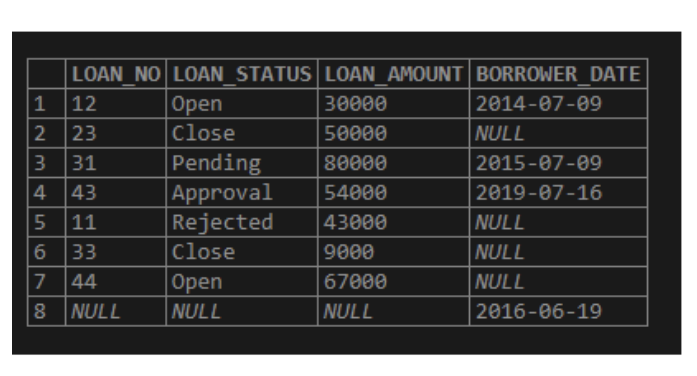 LOAN_NO LOAN_STATUS LOAN_AMOUNT BORROWER_DATE
1 12 Open 30000 2014-07-09
2 23 Close 50000 NULL
3 31 Pending 80000 2015-07-09
4 43 Approval 54000 2019-07-16
5 11 Rejected 43000 NULL
6 33 Close 9000 NULL
7 44 Open 67000 NULL
8 NULL NULL NULL 2016-06-19